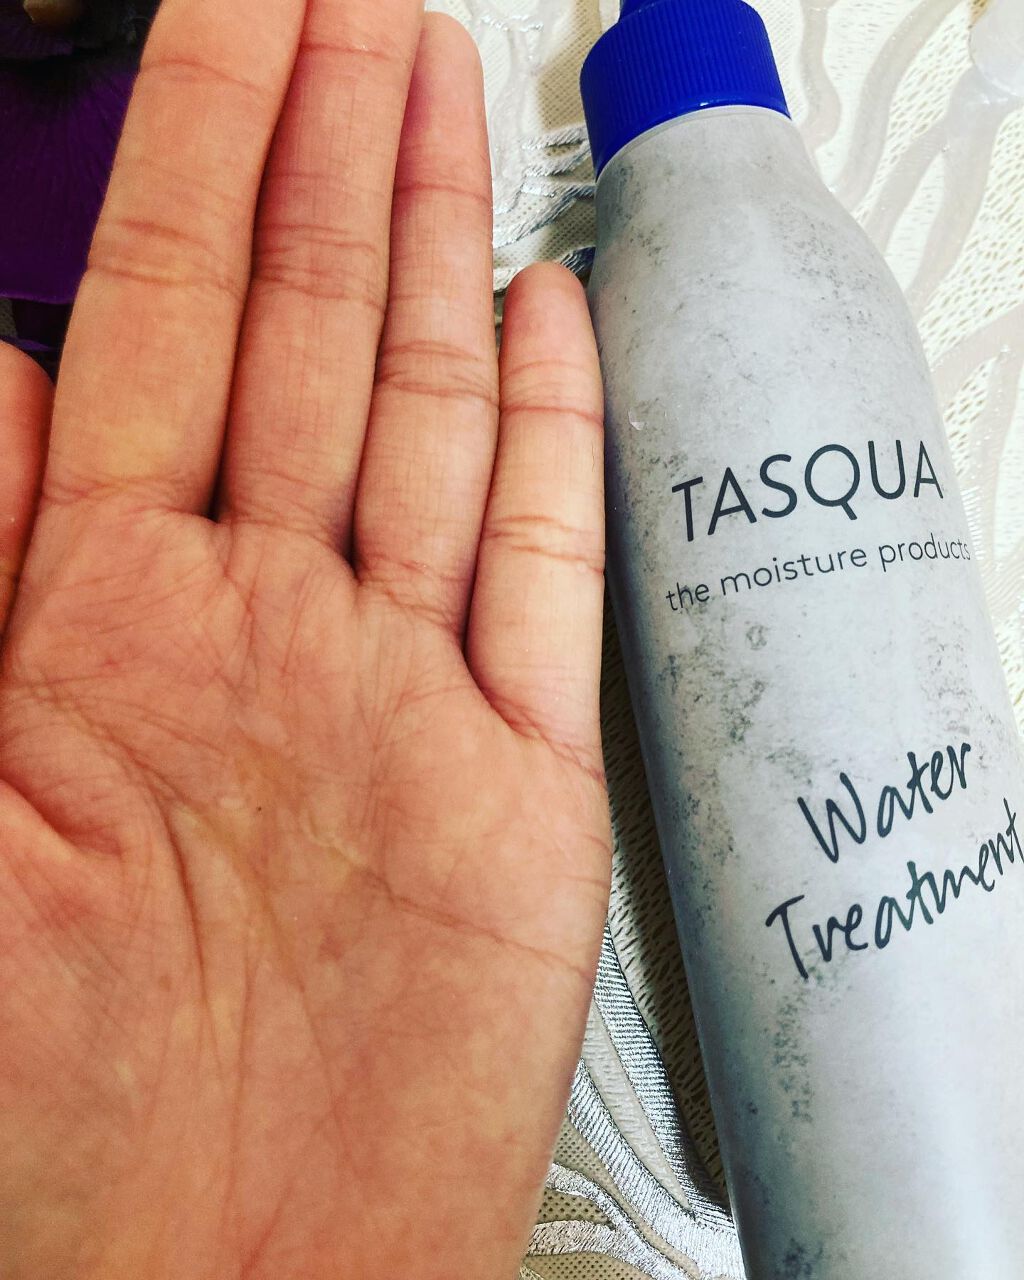 TASQUA
the moisture products
Water
Treatment